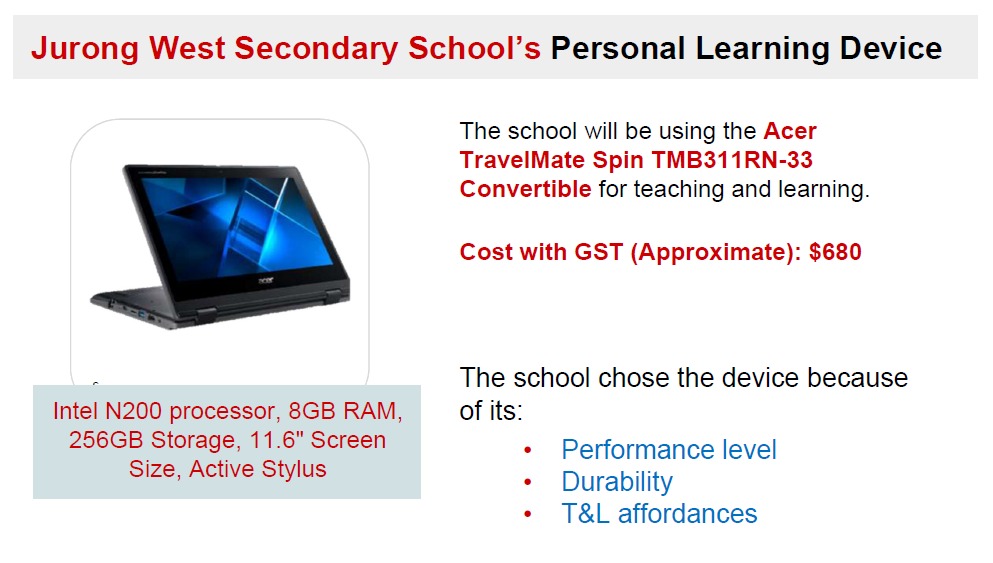 Jurong West Secondary School’s Personal Learning Device
The school will be using the Acer
TravelMate Spin TMB311RN-33
Convertible for teaching and learning.
Cost with GST (Approximate): $680
acer
Intel N200 processor, 8GB RAM,
256GB Storage, 11.6" Screen
Size, Active Stylus
The school chose the device because
of its:
• Performance level
• Durability
• T&L affordances